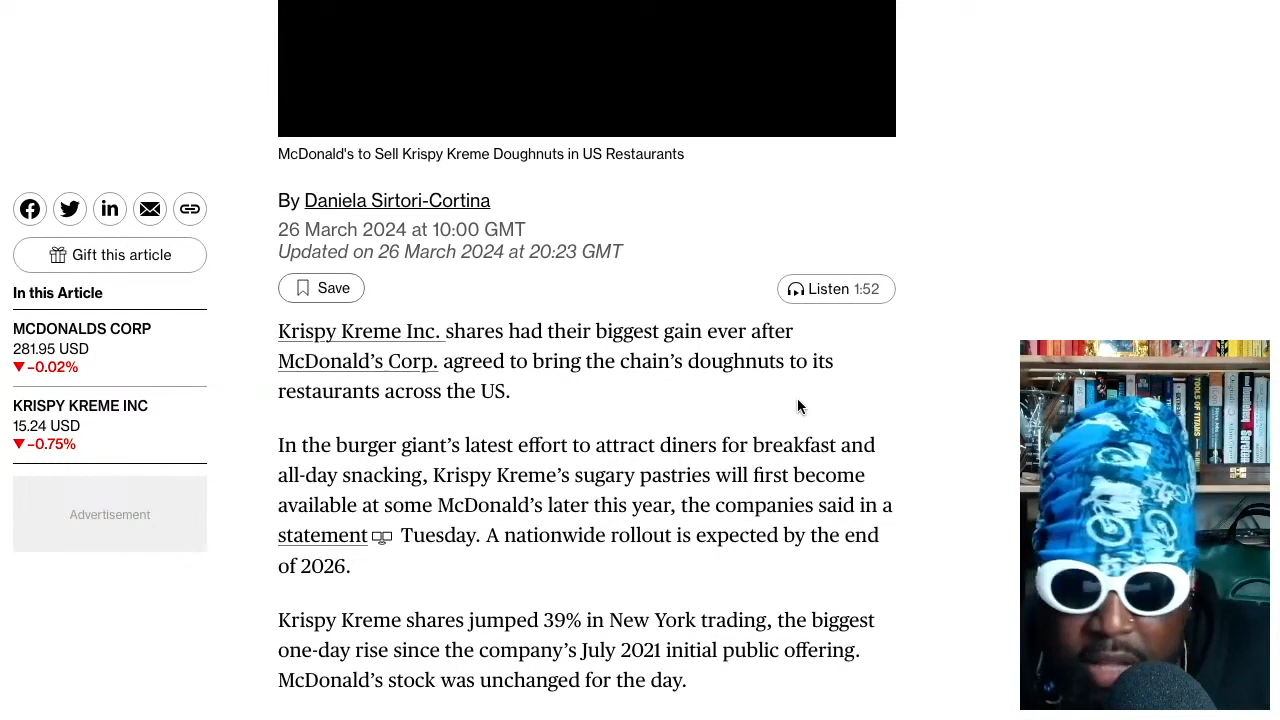 McDonald's to Sell Krispy Kreme Doughnuts in US Restaurants
By Daniela Sirtori-Cortina
26 March 2024 at 10:00 GMT
Updated on 26 March 2024 at 20:23 GMT
Gift this article
Save
Listen 1:52
In this Article
MCDONALDS CORP
281.95 USD
▼−0.02%
KRISPY KREME INC
15.24 USD
▼−0.75%
Advertisement
Krispy Kreme Inc. shares had their biggest gain ever after
McDonald’s Corp. agreed to bring the chain’s doughnuts to its
restaurants across the US.
In the burger giant’s latest effort to attract diners for breakfast and
all-day snacking, Krispy Kreme’s sugary pastries will first become
available at some McDonald’s later this year, the companies said in a
statement Tuesday. A nationwide rollout is expected by the end
of 2026.
Krispy Kreme shares jumped 39% in New York trading, the biggest
one-day rise since the company’s July 2021 initial public offering.
McDonald’s stock was unchanged for the day.
TOOLS OF TITANS